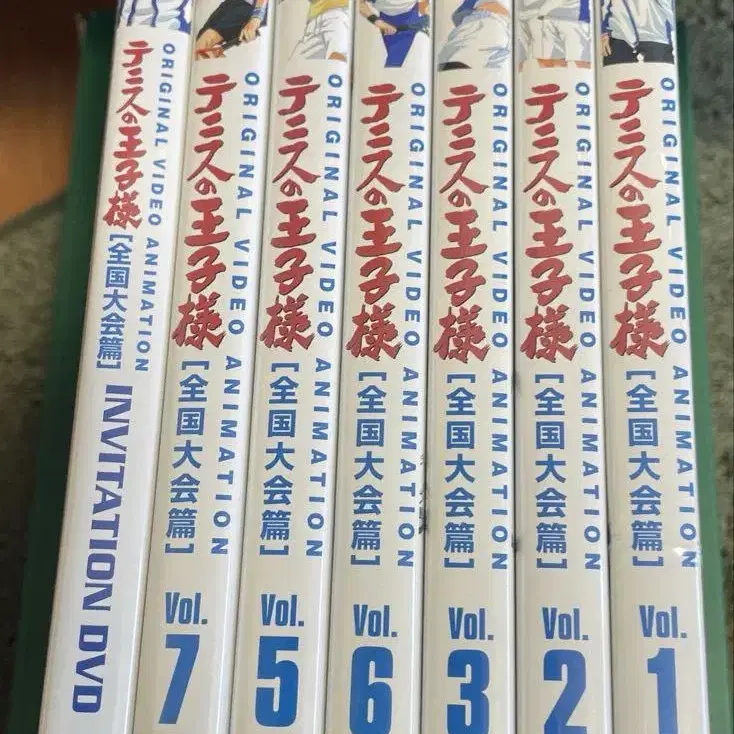 ORIGINAL VIDEO ANIMATION
テニスの王子様
[全国大会篇]
INVITATION DVD
ORIGINAL VIDEO ANIMATION
テニスの王子様
[全国大会篇]
Vol.
7
ORIGINAL VIDEO ANIMATION
テニスの王子様
[全国大会篇]
Vol.
5
ORIGINAL VIDEO ANIMATION
テニスの王子様
[全国大会篇]
Vol.
6
ORIGINAL VIDEO ANIMATION
テニスの王子様
[全国大会篇]
Vol.
3
ORIGINAL VIDEO ANIMATION
テニスの王子様
[全国大会篇]
Vol.
2
ORIGINAL VIDEO ANIMATION
テニスの王子様
[全国大会篇]
Vol.
1